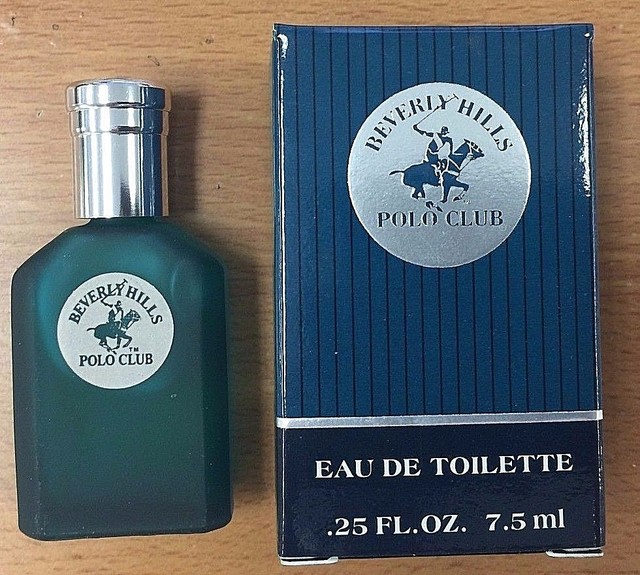 BEVERLY HILLS
POLO CLUB
TM
BEVERLY HILLS
POLO CLUB
EAU DE TOILETTE
.25 FL.OZ. 7.5 ml